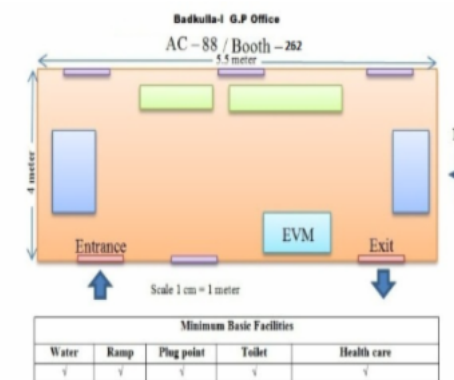 Badkulla-I G.P Office
AC – 88 / Booth – 262
5.5 meter
4 meter
EVM
Entrance
Exit
Scale 1 cm = 1 meter
Minimum Basic Facilities
Water Ramp Plug point Toilet Health care
√ √ √ √ √